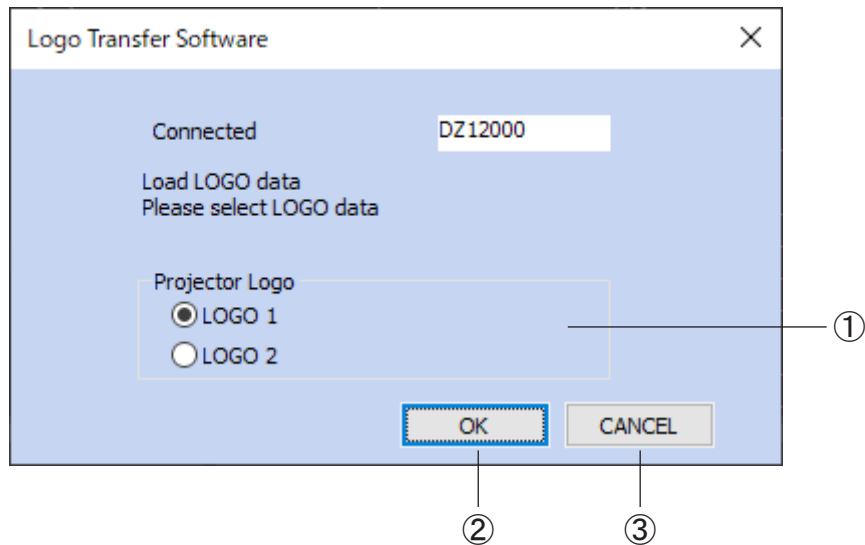 Logo Transfer Software
Connected DZ12000
Load LOGO data
Please select LOGO data
Projector Logo
LOGO 1
①
LOGO 2
OK CANCEL
② ③